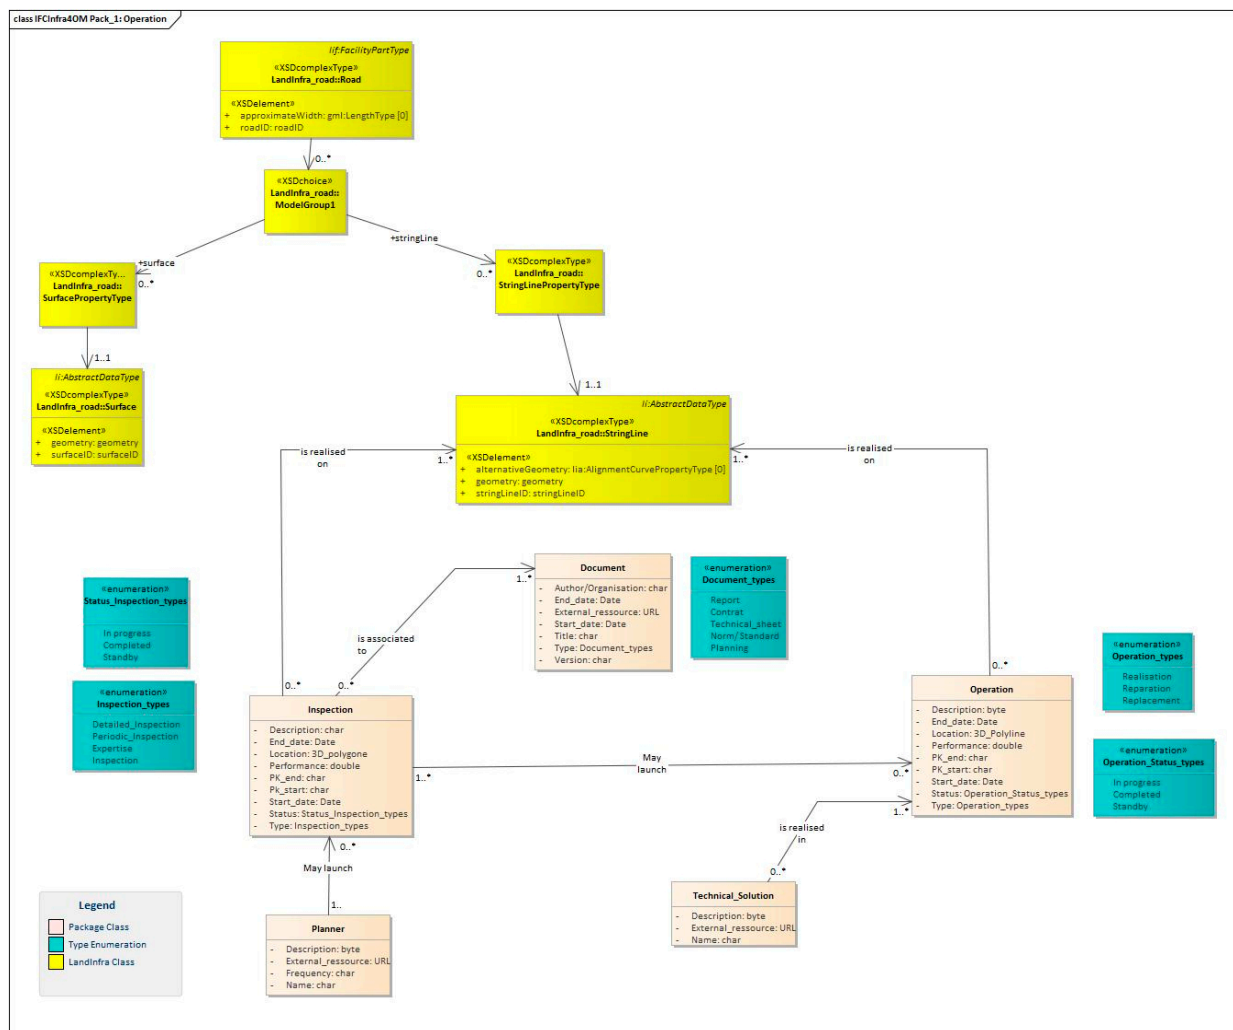 class IFCInfra4OM Pack_1: Operation
lif:FacilityPartType
«XSDcomplexType»
LandInfra_road::Road
«XSDelement»
+ approximateWidth: gml:LengthType [0]
+ roadID: roadID
0..*
«XSDchoice»
LandInfra_road::
ModelGroup1
+stringLine
0..*
+surface
0..*
«XSDcomplexType»
LandInfra_road::
StringLinePropertyType
«XSDcomplexTy...
LandInfra_road::
SurfacePropertyType
1..1
1..1
li:AbstractDataType
«XSDcomplexType»
LandInfra_road::Surface
«XSDelement»
+ geometry: geometry
+ surfaceID: surfaceID
li:AbstractDataType
«XSDcomplexType»
LandInfra_road::StringLine
«XSDelement»
+ alternativeGeometry: lia:AlignmentCurvePropertyType [0]
+ geometry: geometry
+ stringLineID: stringLineID
is realised
on
1..*
is realised
on
1..*
Document
- Author/Organisation: char
- End_date: Date
- External_ressource: URL
- Start_date: Date
- Title: char
- Type: Document_types
- Version: char
1..*
«enumeration»
Document_types
Report
Contrat
Technical_sheet
Norm/Standard
Planning
«enumeration»
Status_Inspection_types
In progress
Completed
Standby
is associated
to
0..*
0..*
0..*
«enumeration»
Operation_types
Realisation
Reparation
Replacement
«enumeration»
Inspection_types
Detailed_Inspection
Periodic_Inspection
Expertise
Inspection
Inspection
- Description: char
- End_date: Date
- Location: 3D_polygone
- Performance: double
- PK_end: char
- Pk_start: char
- Start_date: Date
- Status: Status_Inspection_types
- Type: Inspection_types
Operation
- Description: byte
- End_date: Date
- Location: 3D_Polyline
- Performance: double
- PK_end: char
- PK_start: char
- Start_date: Date
- Status: Operation_Status_types
- Type: Operation_types
«enumeration»
Operation_Status_types
In progress
Completed
Standby
May
launch
1..*
0..*
is realised
in
1..*
0..*
0..*
May launch
1..
Technical_Solution
- Description: byte
- External_ressource: URL
- Name: char
Planner
- Description: byte
- External_ressource: URL
- Frequency: char
- Name: char
Legend
Package Class
Type Enumeration
LandInfra Class